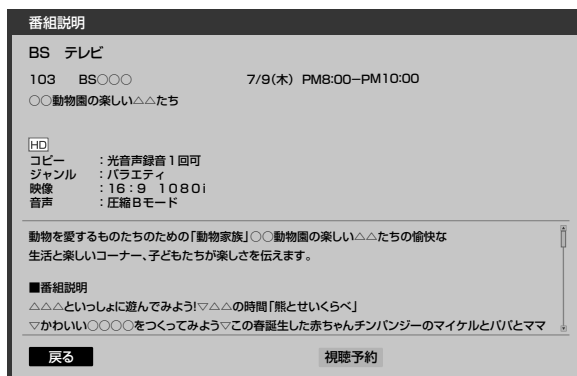 番組説明
BS テレビ
103 BS○○○ 7/9(木) PM8:00−PM10:00
○○動物園の楽しい△△たち
HD
コピー ：光音声録音1回可
ジャンル ：バラエティ
映像 ：16：9 1080i
音声 ：圧縮Bモード
動物を愛するものたちのための「動物家族」○○動物園の楽しい△△たちの愉快な
生活と楽しいコーナー、子どもたちが楽しさを伝えます。
■番組説明
△△△といっしょに遊んでみよう!▽△△の時間「熊とせいくらべ」
▽かわいい○○○○をつくってみよう▽この春誕生した赤ちゃんチンパンジーのマイケルとパパとママ
戻る 視聴予約